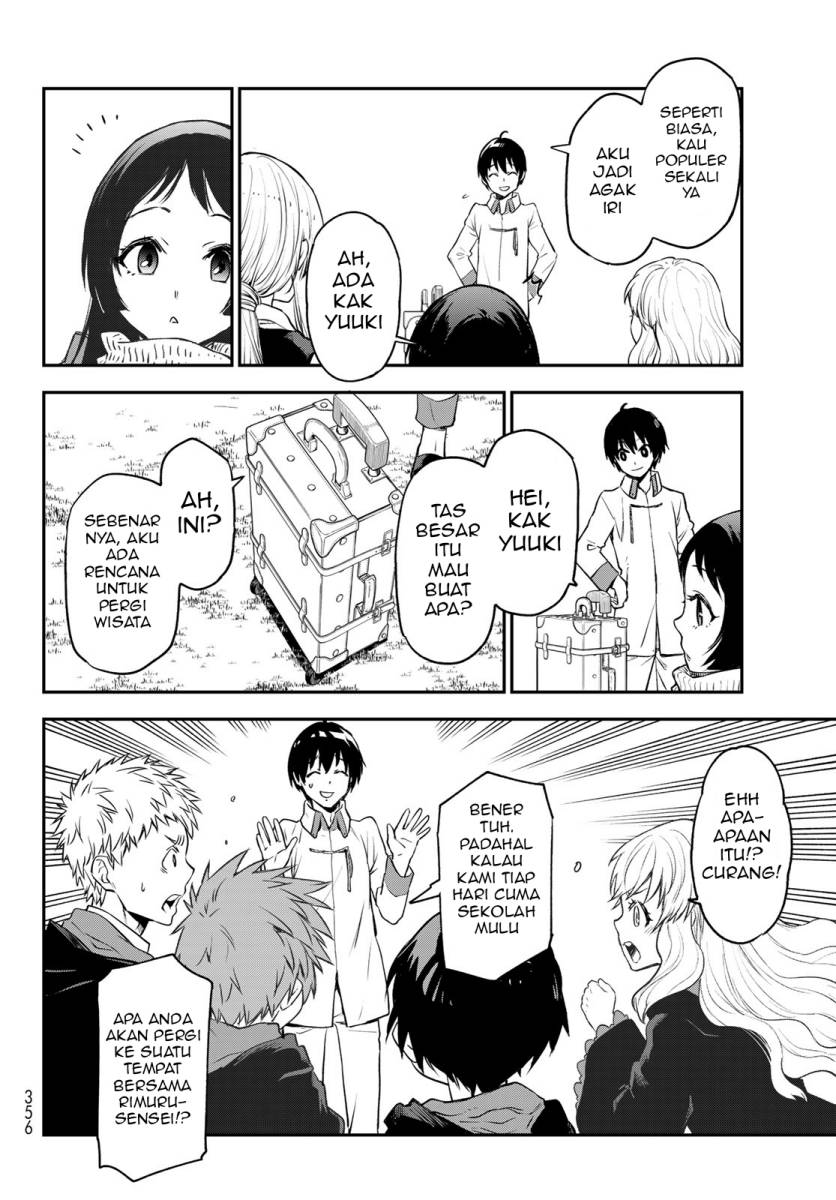 SEPERTI
BIASA,
KAU
POPULER
SEKALI
YA
AKU
JADI
AGAK
IRI
AH,
ADA
KAK
YUUKI
HEI,
KAK
YUUKI
TAS
BESAR
ITU
MAU
BUAT
APA?
AH,
INI?
SEBENAR
NYA, AKU
ADA
RENCANA
UNTUK
PERGI
WISATA
EHH
APA-
APAAN
ITU!?
CURANG!
BENER
TUH.
PADAHAL
KALAU
KAMI TIAP
HARI CUMA
SEKOLAH
MULU
APA ANDA
AKAN PERGI
KE SUATU
TEMPAT
BERSAMA
RIMURU-
SENSEI!?
356